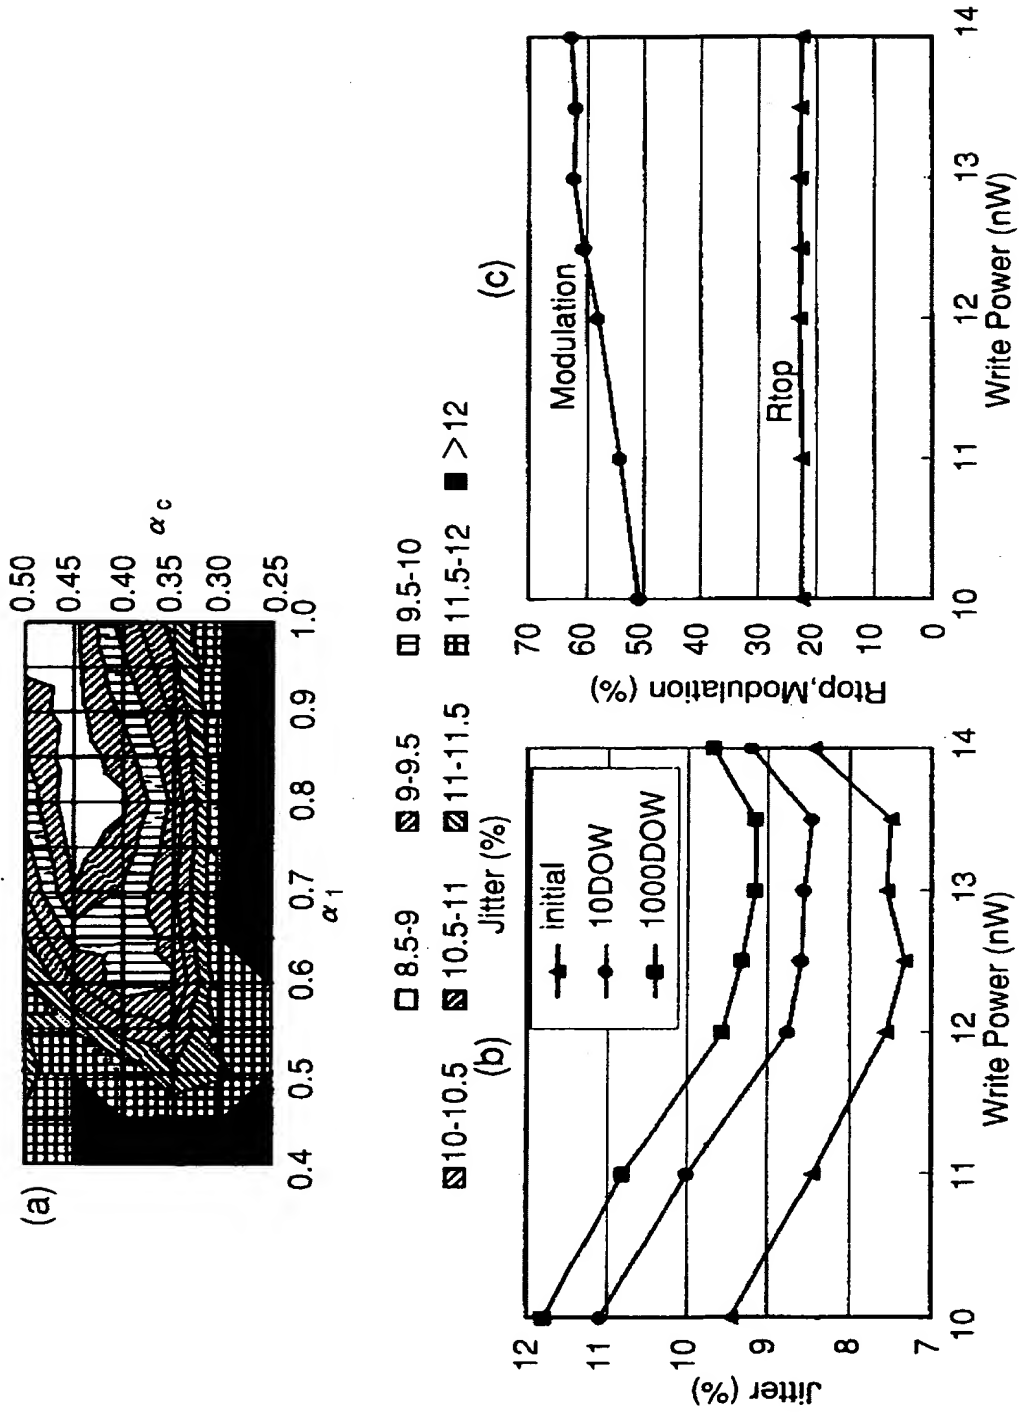 (a)
0.50
0.45
0.40
0.35
0.30
0.25
α c
0.4 0.5 0.6 0.7 0.8 0.9 1.0
α 1
8.5-9 9-9.5 9.5-10
10-10.5 10.5-11 11-11.5 11.5-12 >12
Jitter (%)
(b)
12
11
10
9
8
7
Jitter (%)
initial
10DOW
1000DOW
10 11 12 13 14
Write Power (nW)
(c)
70
60
50
40
30
20
10
0
Rtop,Modulation (%)
Modulation
Rtop
10 11 12 13 14
Write Power (nW)